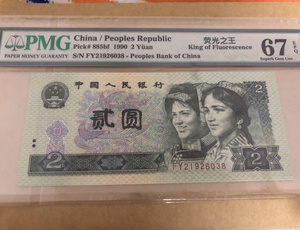 PMG
PAPER MONEY GUARANTY
China / Peoples Republic
Pick# 885bf 1990 2 Yüan
S/N FY21926038 - Peoples Bank of China
荧光之王
King of Fluorescence
67 EPQ
Superb Gem Unc
中国人民银行
贰圆
FY21926038
2
2